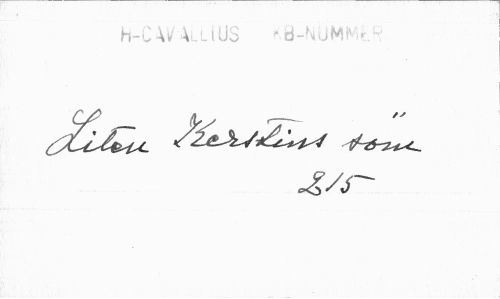 H-CAVALLIUS KB-NUMMER
Liten Kerstins söm
215